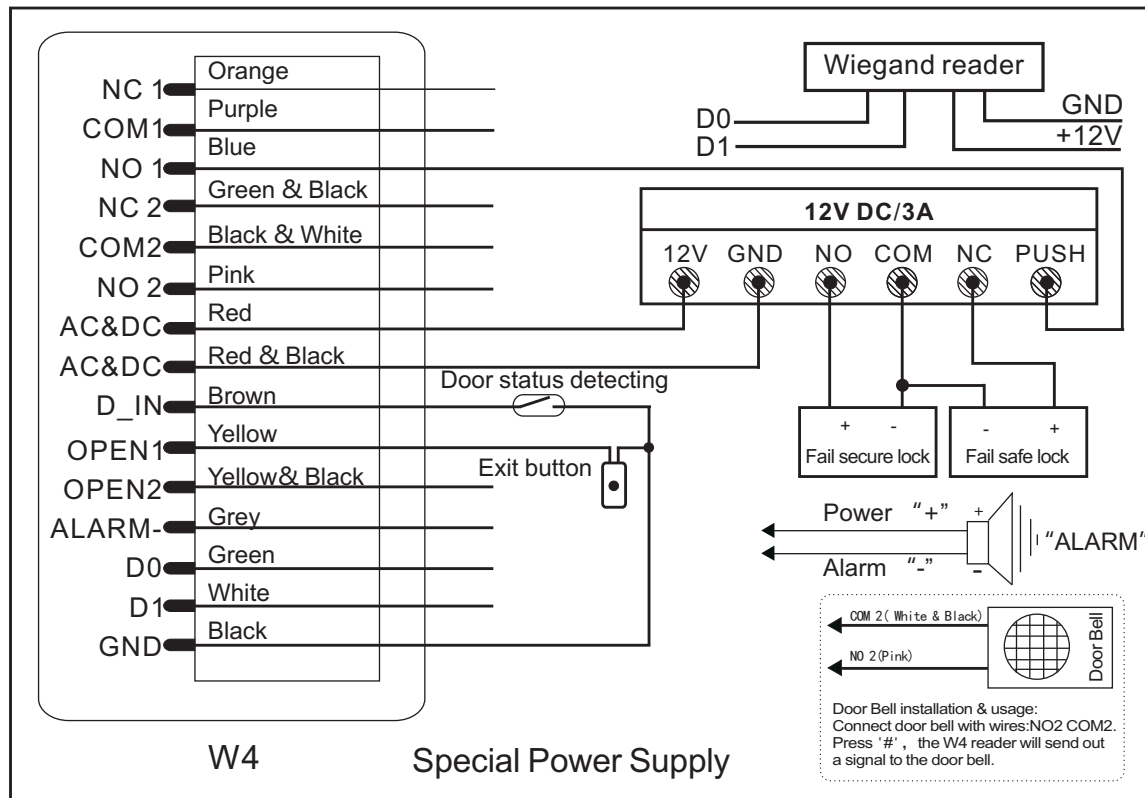 NC 1
Orange
COM1
Purple
NO 1
Blue
NC 2
Green & Black
COM2
Black & White
NO 2
Pink
AC&DC
Red
AC&DC
Red & Black
D_IN
Brown
OPEN1
Yellow
OPEN2
Yellow& Black
ALARM-
Grey
D0
Green
D1
White
GND
Black
W4
Special Power Supply
Door status detecting
Exit button
Wiegand reader
D0
D1
GND
+12V
12V DC/3A
12V GND NO COM NC PUSH
+ -
Fail secure lock
- +
Fail safe lock
Power “+”
Alarm “-”
+
-
“ALARM”
COM 2( White & Black)
NO 2(Pink)
Door Bell
Door Bell installation & usage:
Connect door bell with wires:NO2 COM2.
Press '#', the W4 reader will send out
a signal to the door bell.